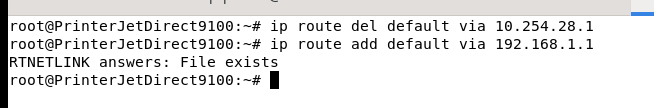 root@PrinterJetDirect9100:~# ip route del default via 10.254.28.1
root@PrinterJetDirect9100:~# ip route add default via 192.168.1.1
RTNETLINK answers: File exists
root@PrinterJetDirect9100:~#